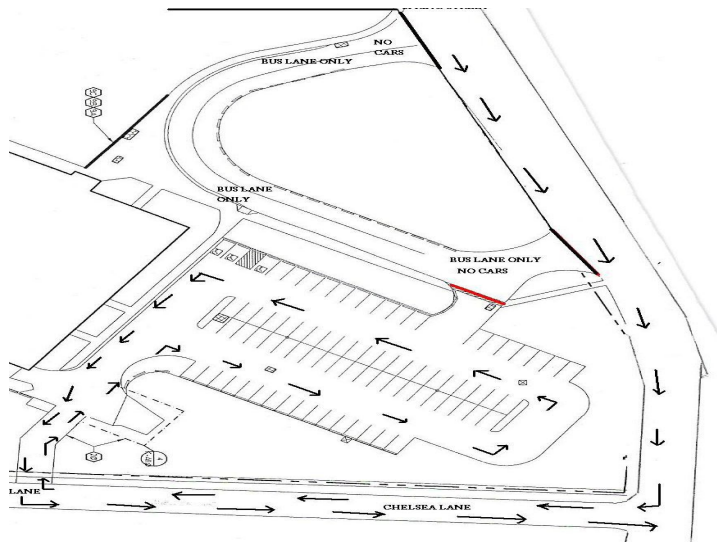 NO
CARS
BUS LANE ONLY
BUS LANE
ONLY
BUS LANE ONLY
NO CARS
LANE
CHELSEA LANE